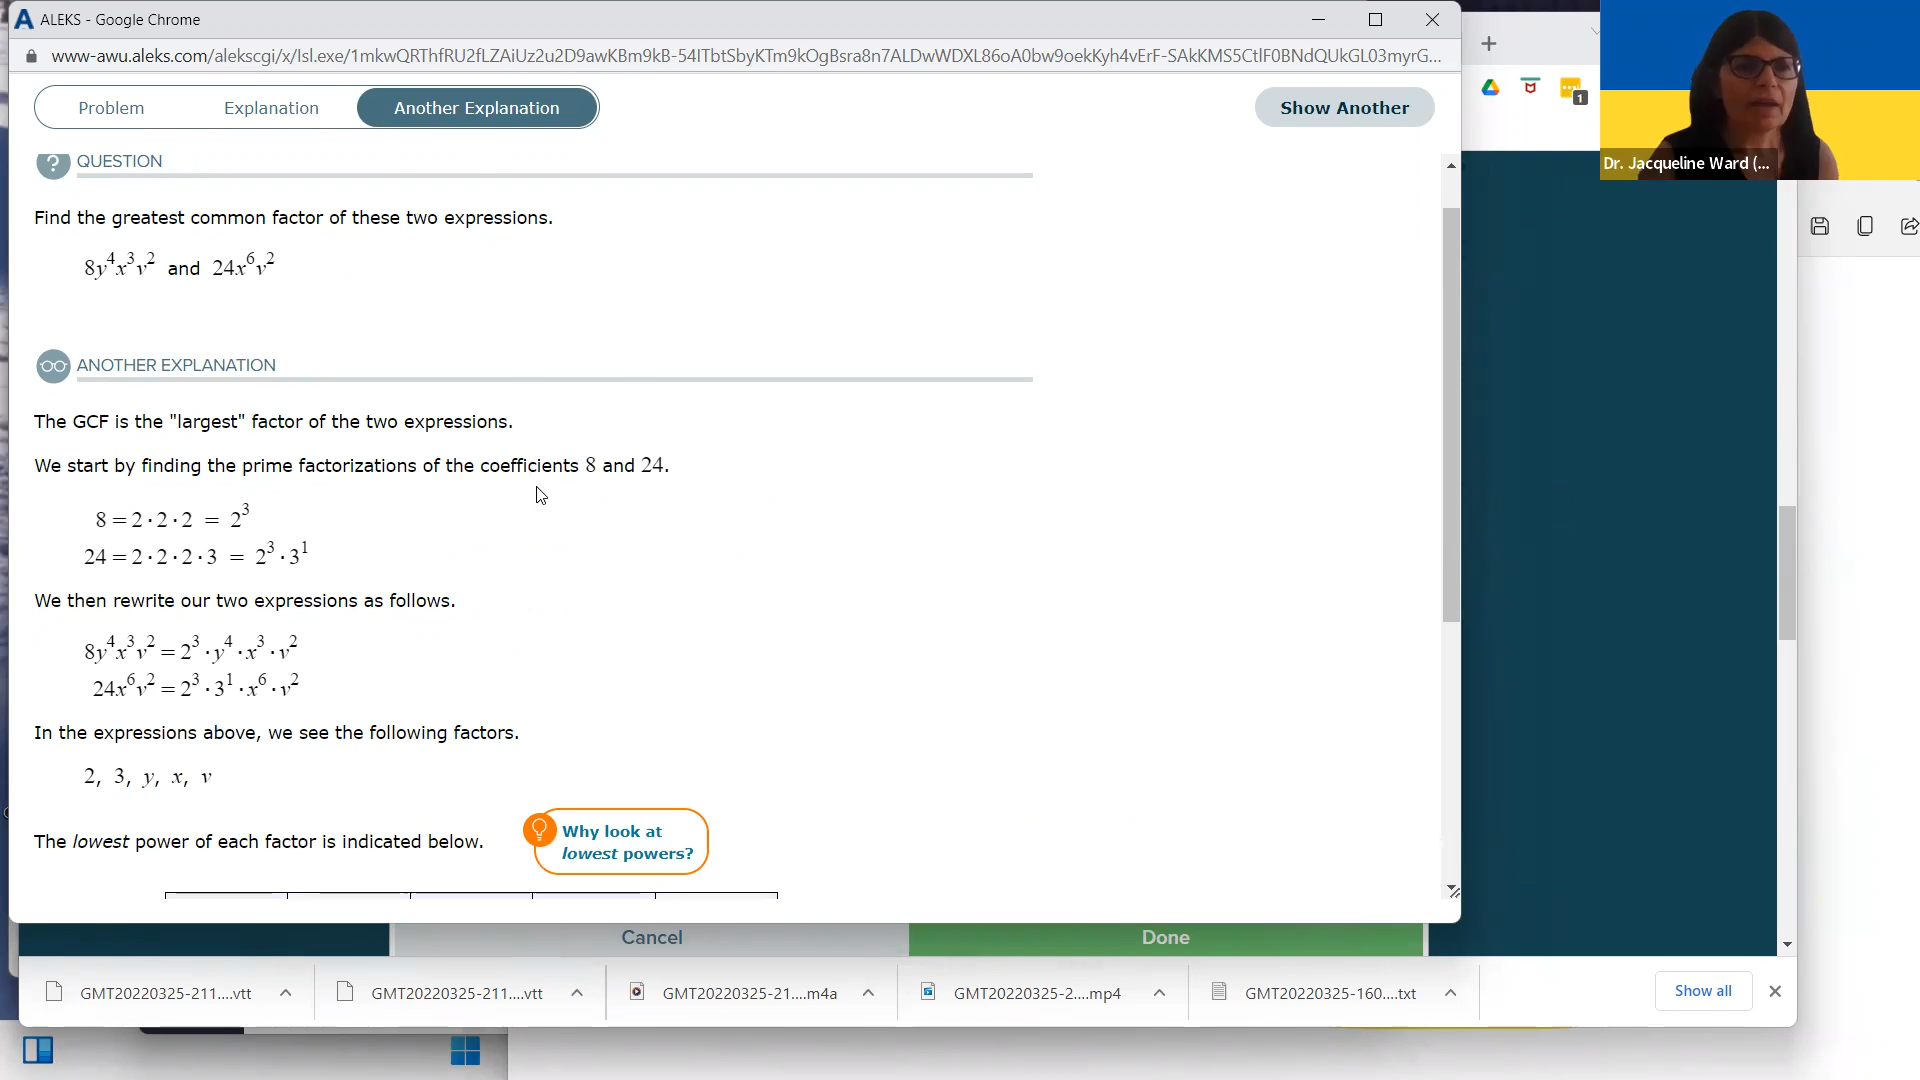 ALEKS - Google Chrome
www-awu.aleks.com/alekscgi/x/Isl.exe/1mkwQRThfRU2fLZAiUz2u2D9awKBm9kB-54ITbtSbyKTm9kOgBsra8n7ALDwWDXL86oA0bw9oekKyh4vErF-SAkKMS5CtlF0BNdQUkGL03myrG...
Problem Explanation Another Explanation Show Another
1
Dr. Jacqueline Ward (...
? QUESTION
Find the greatest common factor of these two expressions.
8y⁴x³v² and 24x⁶v²
ANOTHER EXPLANATION
The GCF is the "largest" factor of the two expressions.
We start by finding the prime factorizations of the coefficients 8 and 24.
8 = 2 · 2 · 2 = 2³
24 = 2 · 2 · 2 · 3 = 2³ · 3¹
We then rewrite our two expressions as follows.
8y⁴x³v² = 2³ · y⁴ · x³ · v²
24x⁶v² = 2³ · 3¹ · x⁶ · v²
In the expressions above, we see the following factors.
2, 3, y, x, v
The lowest power of each factor is indicated below.
Why look at
lowest powers?
Cancel Done
GMT20220325-211....vtt GMT20220325-211....vtt GMT20220325-21....m4a GMT20220325-2....mp4 GMT20220325-160....txt Show all